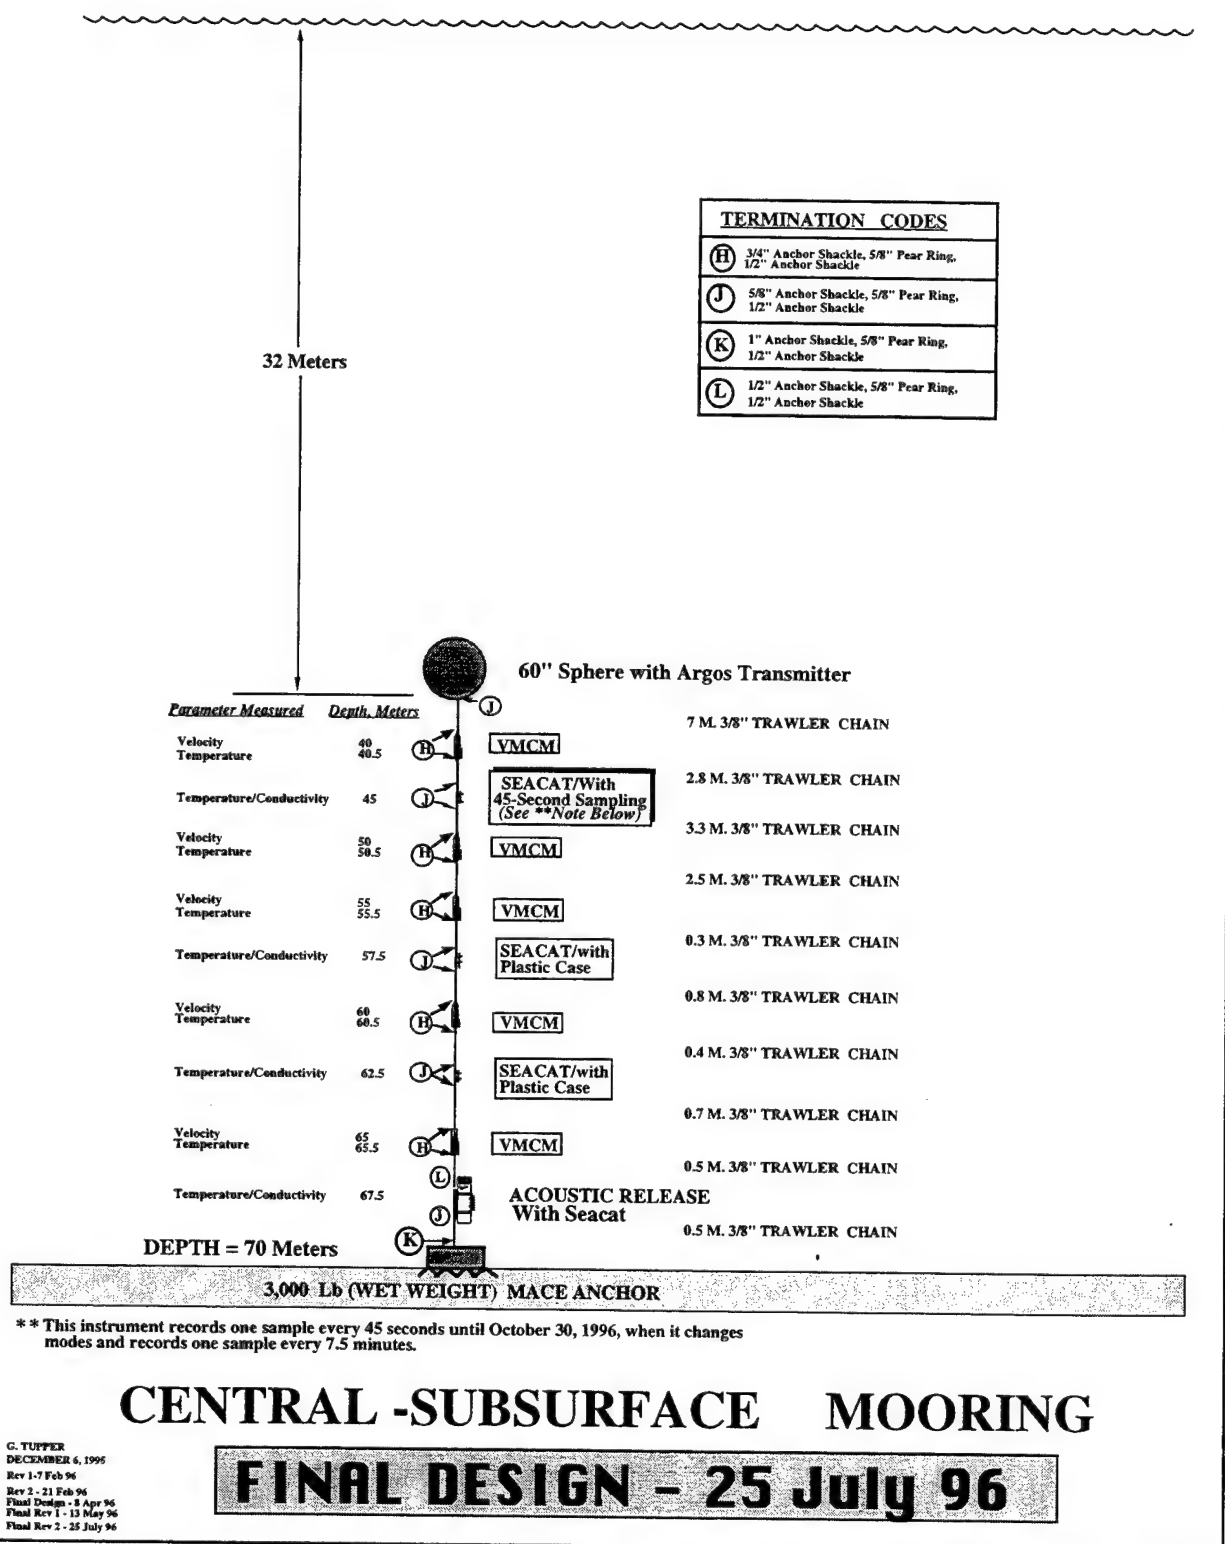 TERMINATION CODES
H 3/4" Anchor Shackle, 5/8" Pear Ring,
1/2" Anchor Shackle
J 5/8" Anchor Shackle, 5/8" Pear Ring,
1/2" Anchor Shackle
K 1" Anchor Shackle, 5/8" Pear Ring,
1/2" Anchor Shackle
L 1/2" Anchor Shackle, 5/8" Pear Ring,
1/2" Anchor Shackle
32 Meters
60" Sphere with Argos Transmitter
J
Parameter Measured Depth, Meters
7 M. 3/8" TRAWLER CHAIN
Velocity 40
Temperature 40.5
H
VMCM
2.8 M. 3/8" TRAWLER CHAIN
Temperature/Conductivity 45
J
SEACAT/With
45-Second Sampling
(See **Note Below)
3.3 M. 3/8" TRAWLER CHAIN
Velocity 50
Temperature 50.5
H
VMCM
2.5 M. 3/8" TRAWLER CHAIN
Velocity 55
Temperature 55.5
H
VMCM
0.3 M. 3/8" TRAWLER CHAIN
Temperature/Conductivity 57.5
J
SEACAT/with
Plastic Case
0.8 M. 3/8" TRAWLER CHAIN
Velocity 60
Temperature 60.5
H
VMCM
0.4 M. 3/8" TRAWLER CHAIN
Temperature/Conductivity 62.5
J
SEACAT/with
Plastic Case
0.7 M. 3/8" TRAWLER CHAIN
Velocity 65
Temperature 65.5
H
VMCM
0.5 M. 3/8" TRAWLER CHAIN
L
Temperature/Conductivity 67.5
J
ACOUSTIC RELEASE
With Seacat
0.5 M. 3/8" TRAWLER CHAIN
K
DEPTH = 70 Meters
3,000 Lb (WET WEIGHT) MACE ANCHOR
* * This instrument records one sample every 45 seconds until October 30, 1996, when it changes
modes and records one sample every 7.5 minutes.
CENTRAL -SUBSURFACE MOORING
G. TUPPER
DECEMBER 6, 1995
Rev 1-7 Feb 96
Rev 2 - 21 Feb 96
Final Design - 8 Apr 96
Final Rev 1 - 13 May 96
Final Rev 2 - 25 July 96
FINAL DESIGN - 25 July 96